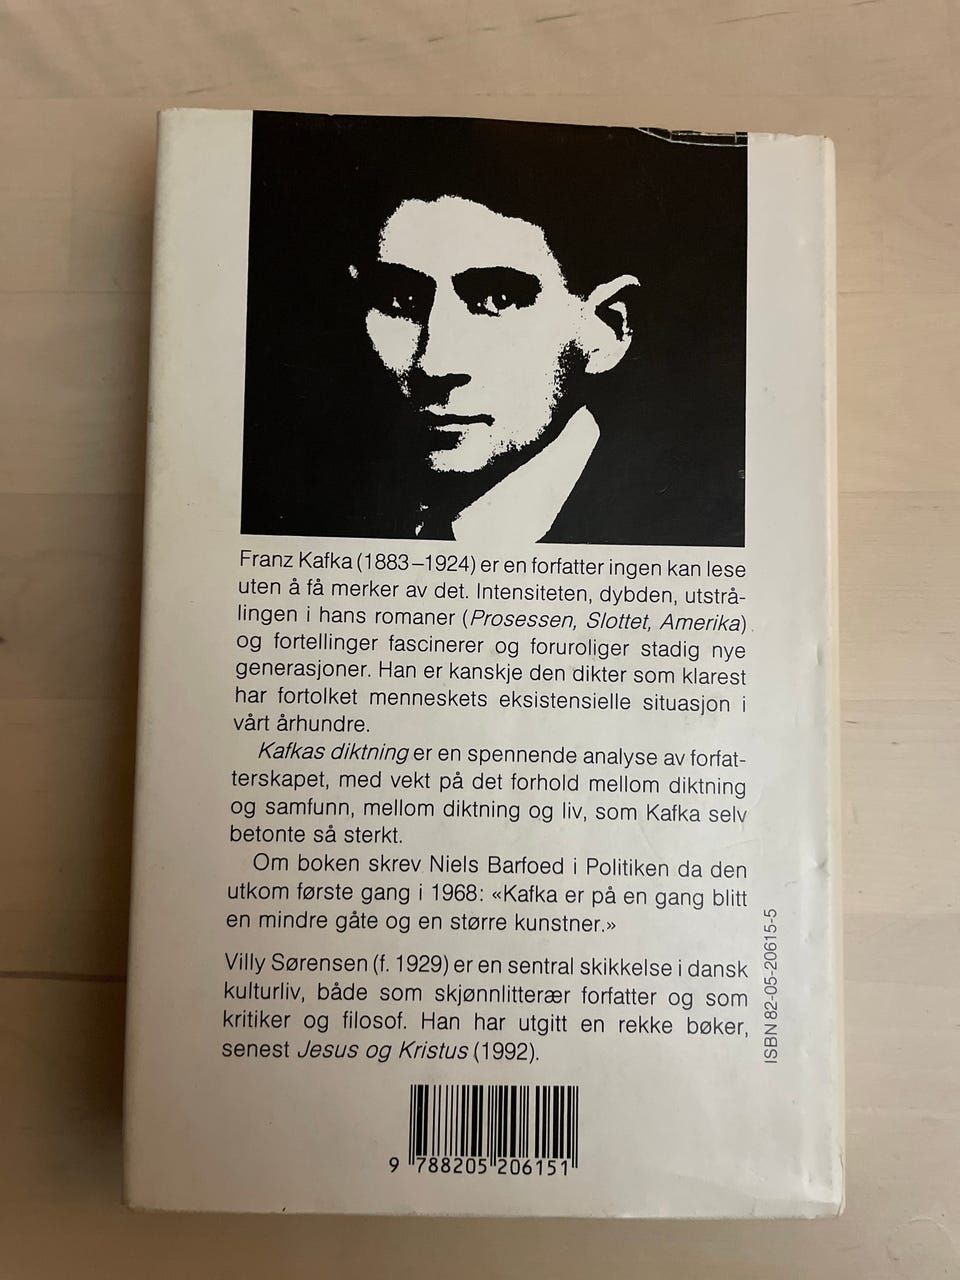 Franz Kafka (1883–1924) er en forfatter ingen kan lese
uten å få merker av det. Intensiteten, dybden, utstrå-
lingen i hans romaner (Prosessen, Slottet, Amerika)
og fortellinger fascinerer og foruroliger stadig nye
generasjoner. Han er kanskje den dikter som klarest
har fortolket menneskets eksistensielle situasjon i
vårt århundre.
Kafkas diktning er en spennende analyse av forfat-
terskapet, med vekt på det forhold mellom diktning
og samfunn, mellom diktning og liv, som Kafka selv
betonte så sterkt.
Om boken skrev Niels Barfoed i Politiken da den
utkom første gang i 1968: «Kafka er på en gang blitt
en mindre gåte og en større kunstner.»
Villy Sørensen (f. 1929) er en sentral skikkelse i dansk
kulturliv, både som skjønnlitterær forfatter og som
kritiker og filosof. Han har utgitt en rekke bøker,
senest Jesus og Kristus (1992).
ISBN 82-05-20615-5
9 788205 206151